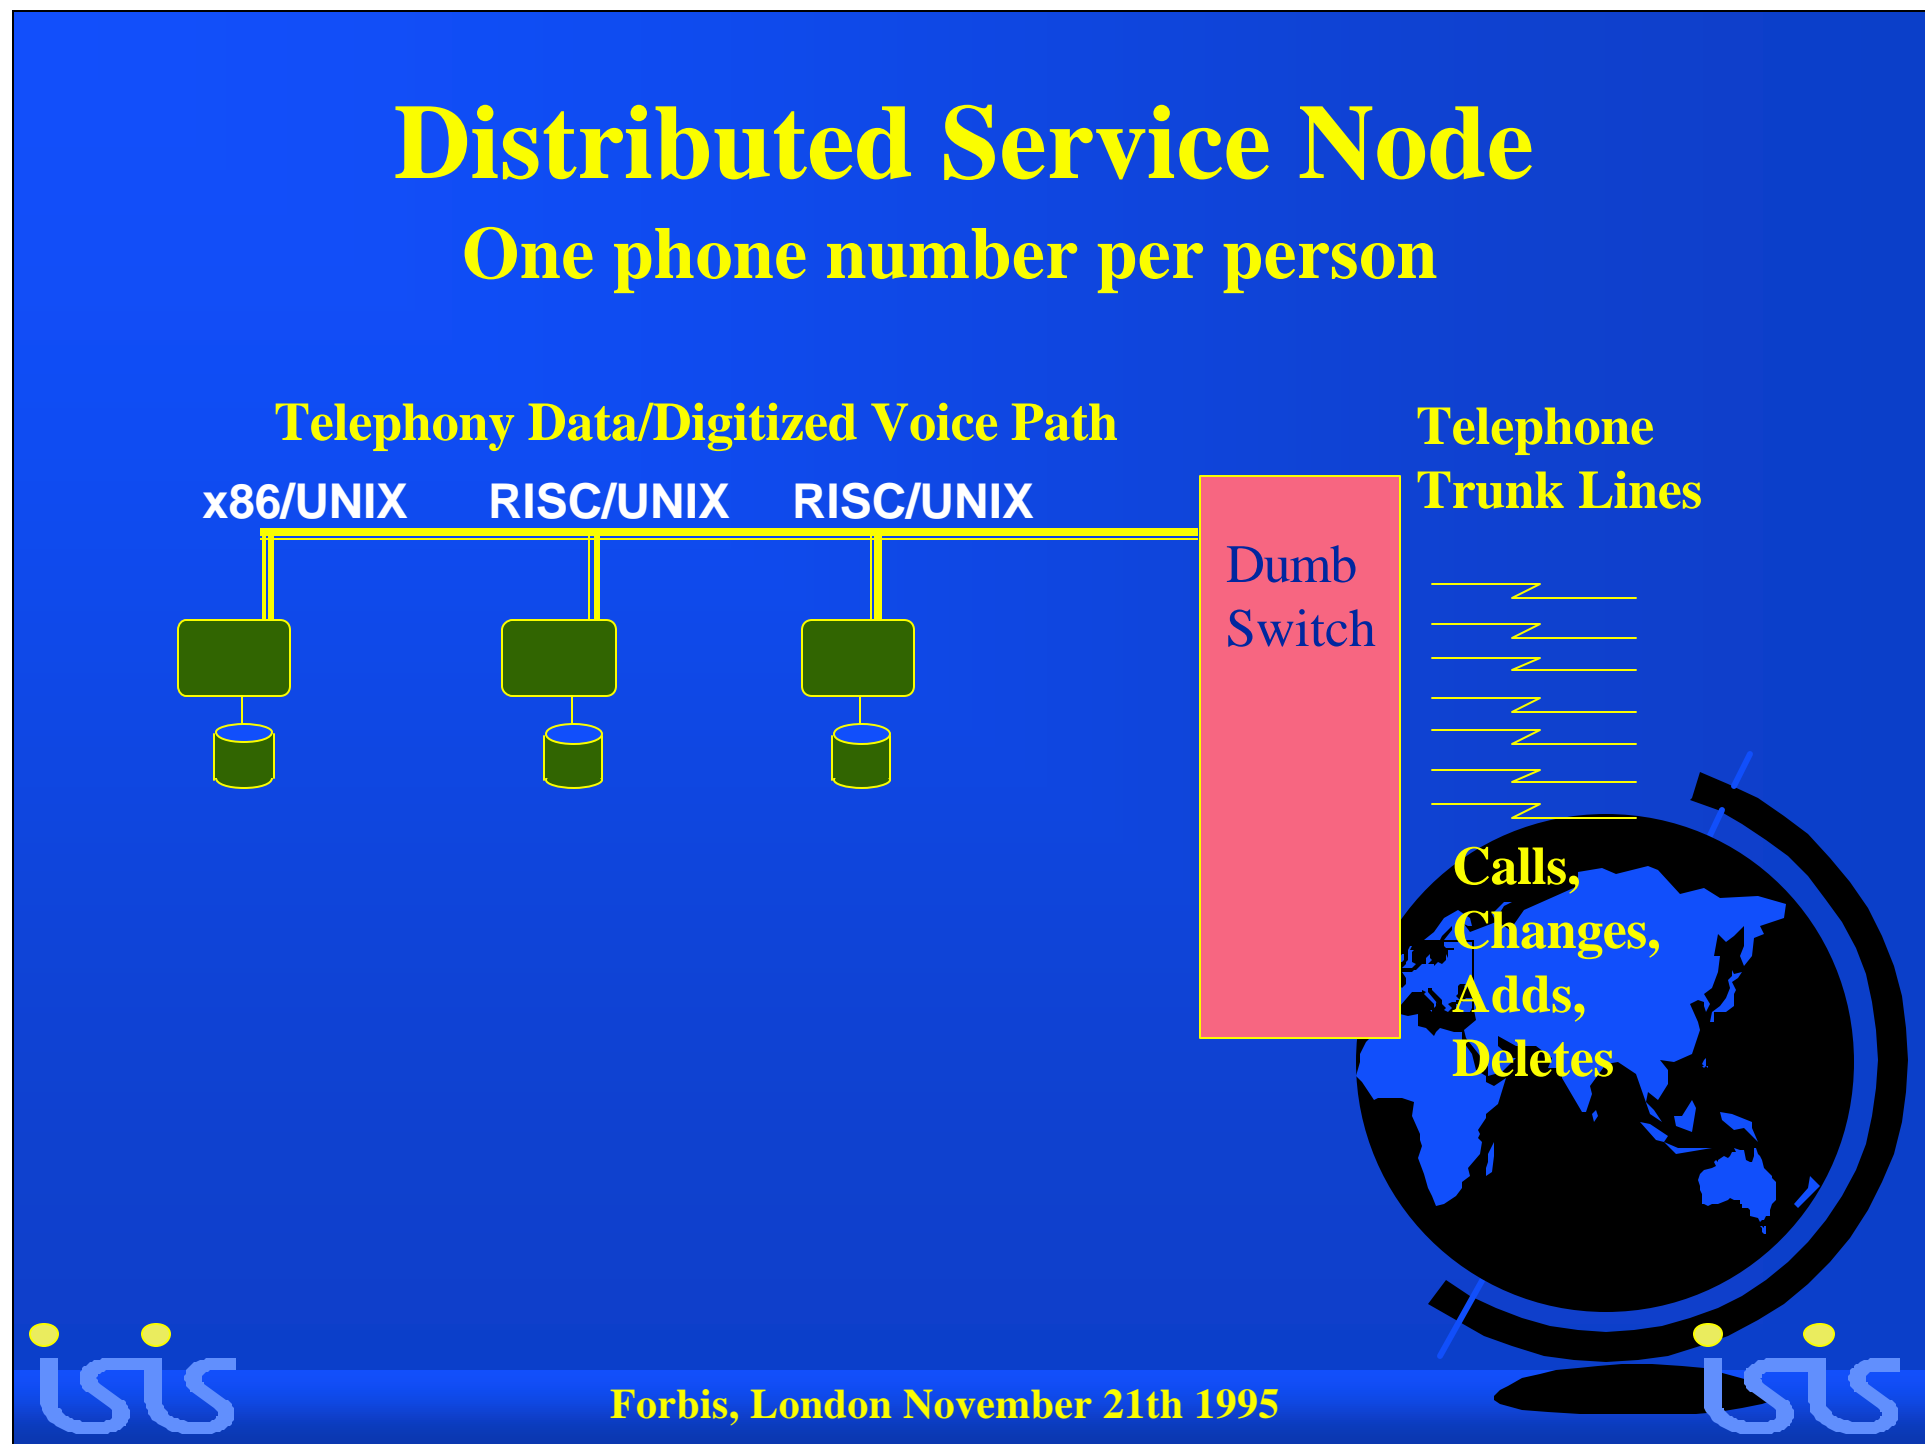 Distributed Service Node
One phone number per person
Telephony Data/Digitized Voice Path
x86/UNIX RISC/UNIX RISC/UNIX
Telephone
Trunk Lines
Dumb
Switch
Calls,
Changes,
Adds,
Deletes
isis
Forbis, London November 21th 1995
isis